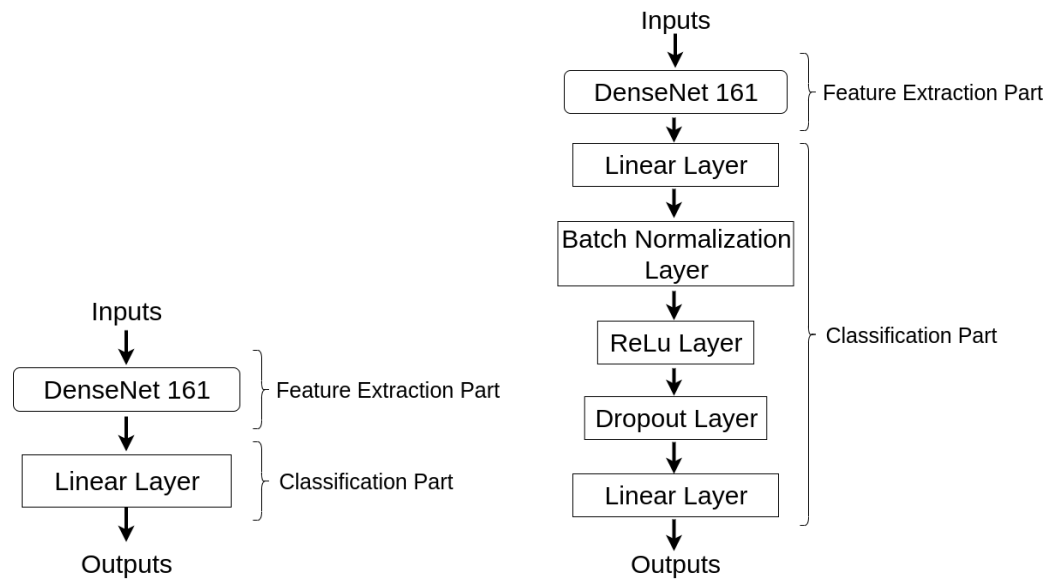 Inputs
DenseNet 161
Feature Extraction Part
Linear Layer
Classification Part
Outputs
Inputs
DenseNet 161
Feature Extraction Part
Linear Layer
Batch Normalization
Layer
ReLu Layer
Classification Part
Dropout Layer
Linear Layer
Outputs